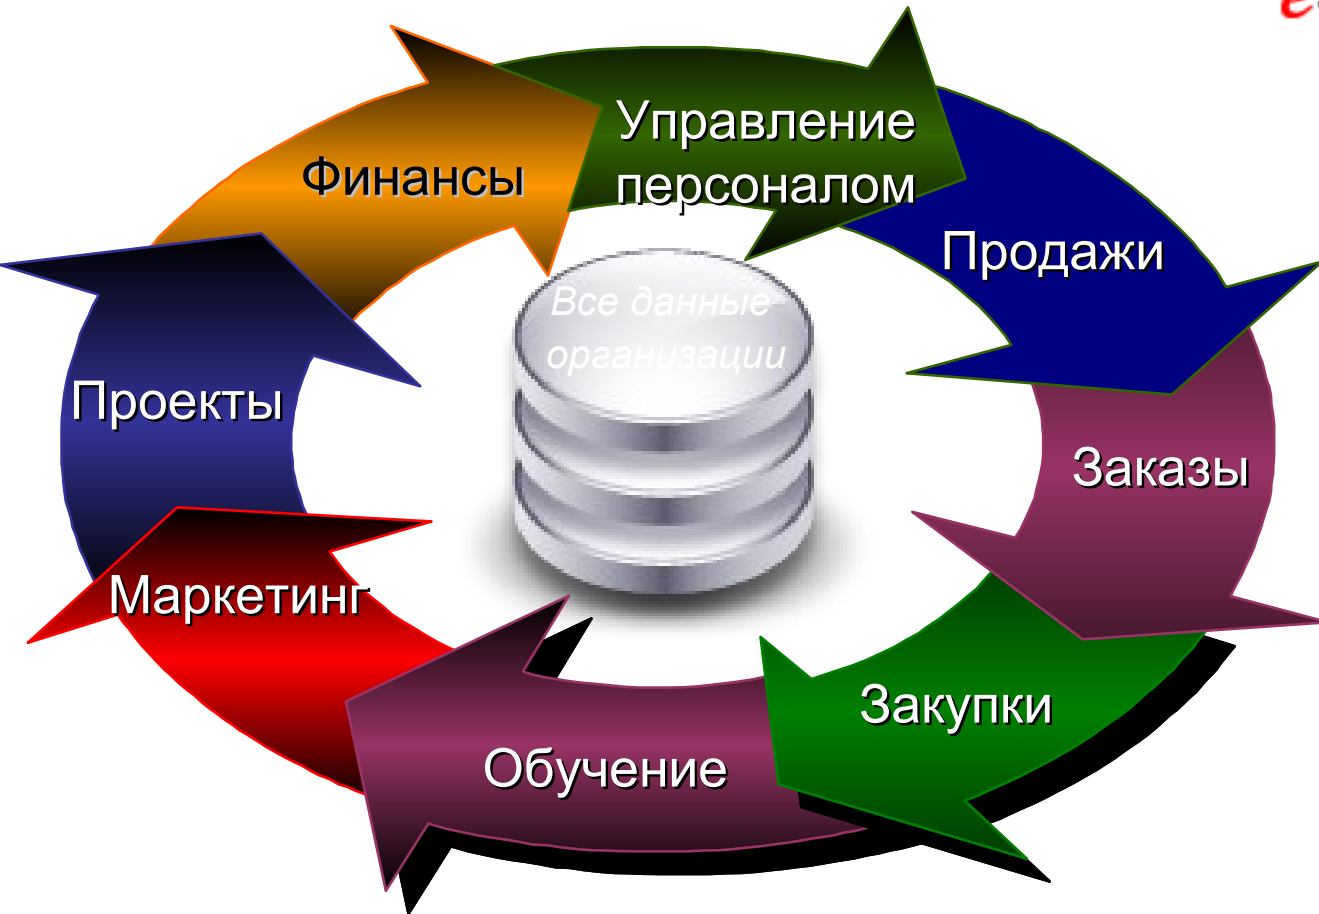 Управление
персоналом
Финансы
Продажи
Все данные
организации
Проекты
Заказы
Маркетинг
Закупки
Обучение